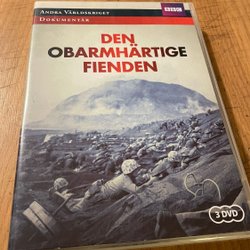 Andra Världskriget
BBC
Dokumentär
DEN
OBARMHÄRTIGE
FIENDEN
3 DVD